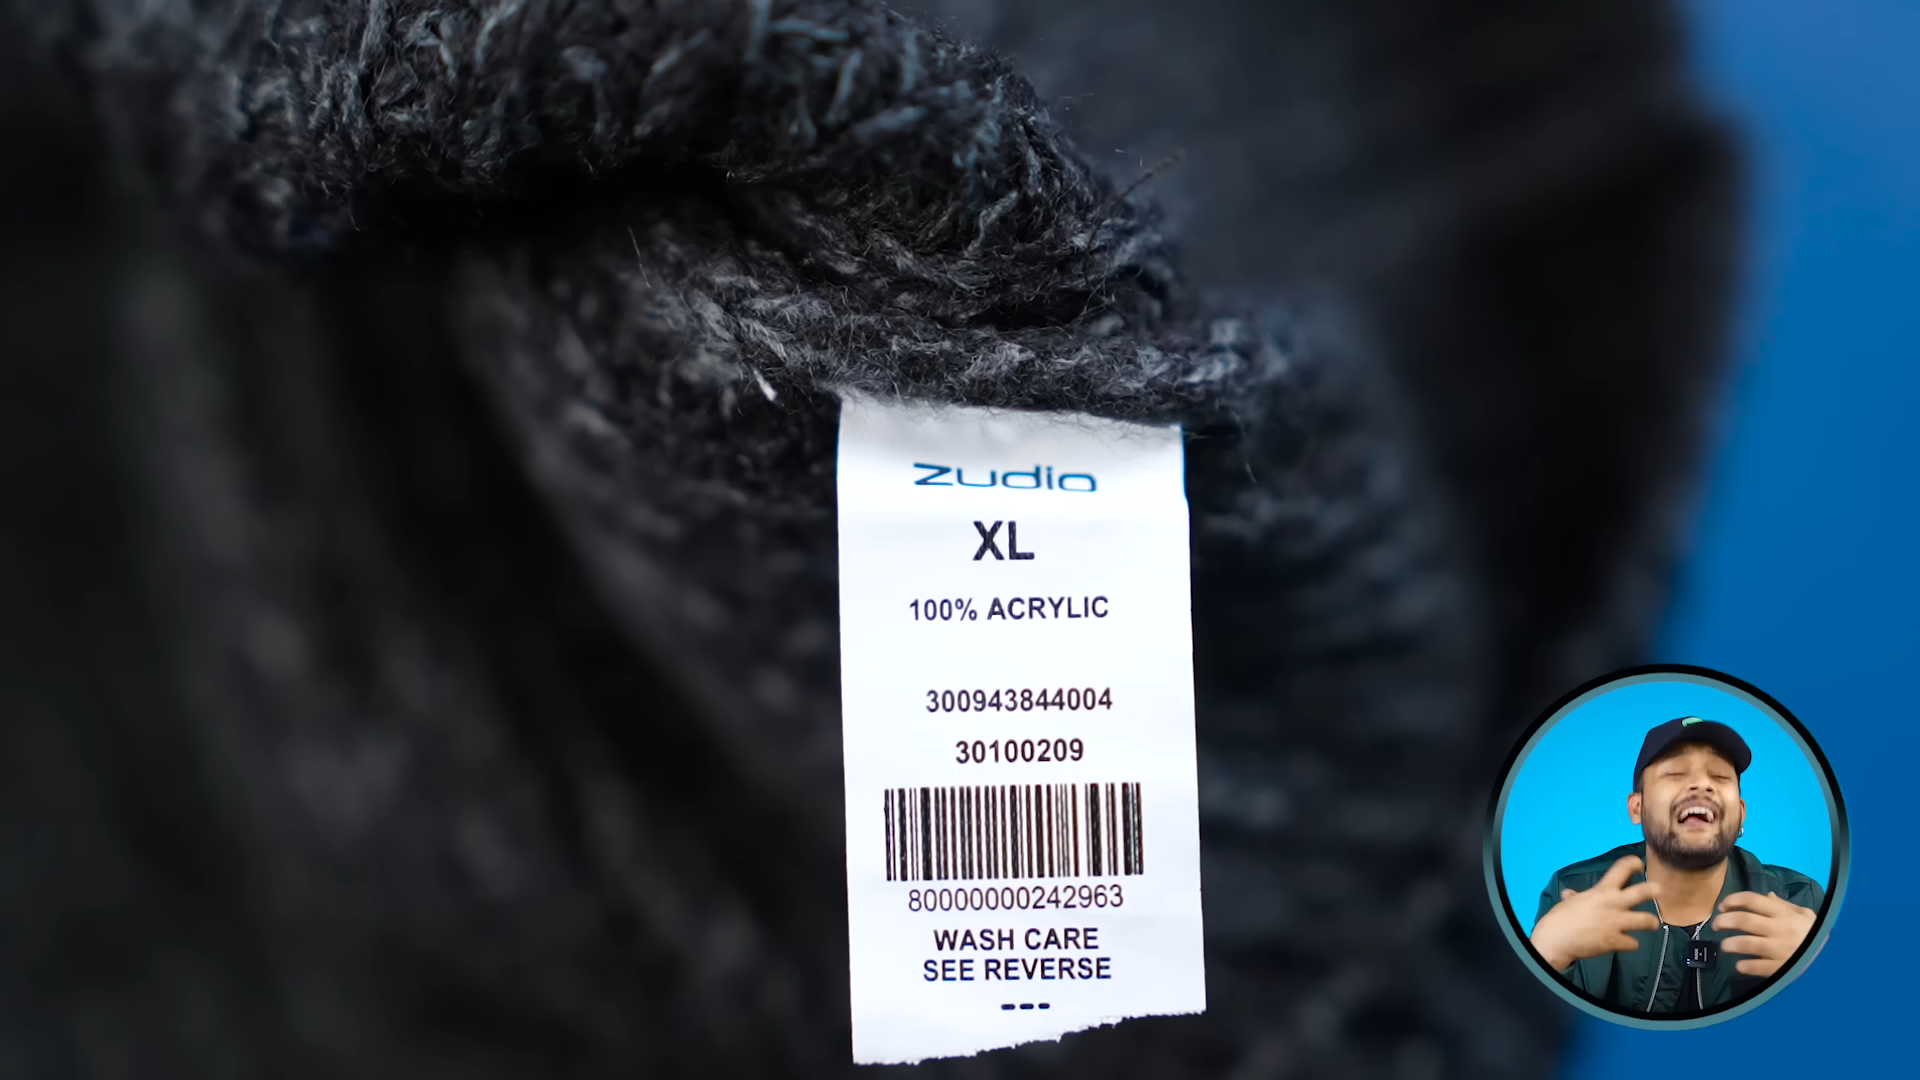 zudio
XL
100% ACRYLIC
300943844004
30100209
80000000242963
WASH CARE
SEE REVERSE
---